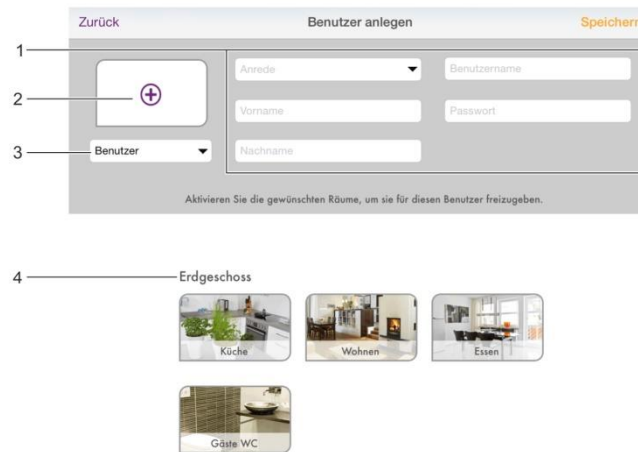 Zurück Benutzer anlegen Speichern
1
Anrede Benutzername
2
Vorname Passwort
3 Benutzer Nachname
Aktivieren Sie die gewünschten Räume, um sie für diesen Benutzer freizugeben.
4 Erdgeschoss
Küche Wohnen Essen
Gäste WC